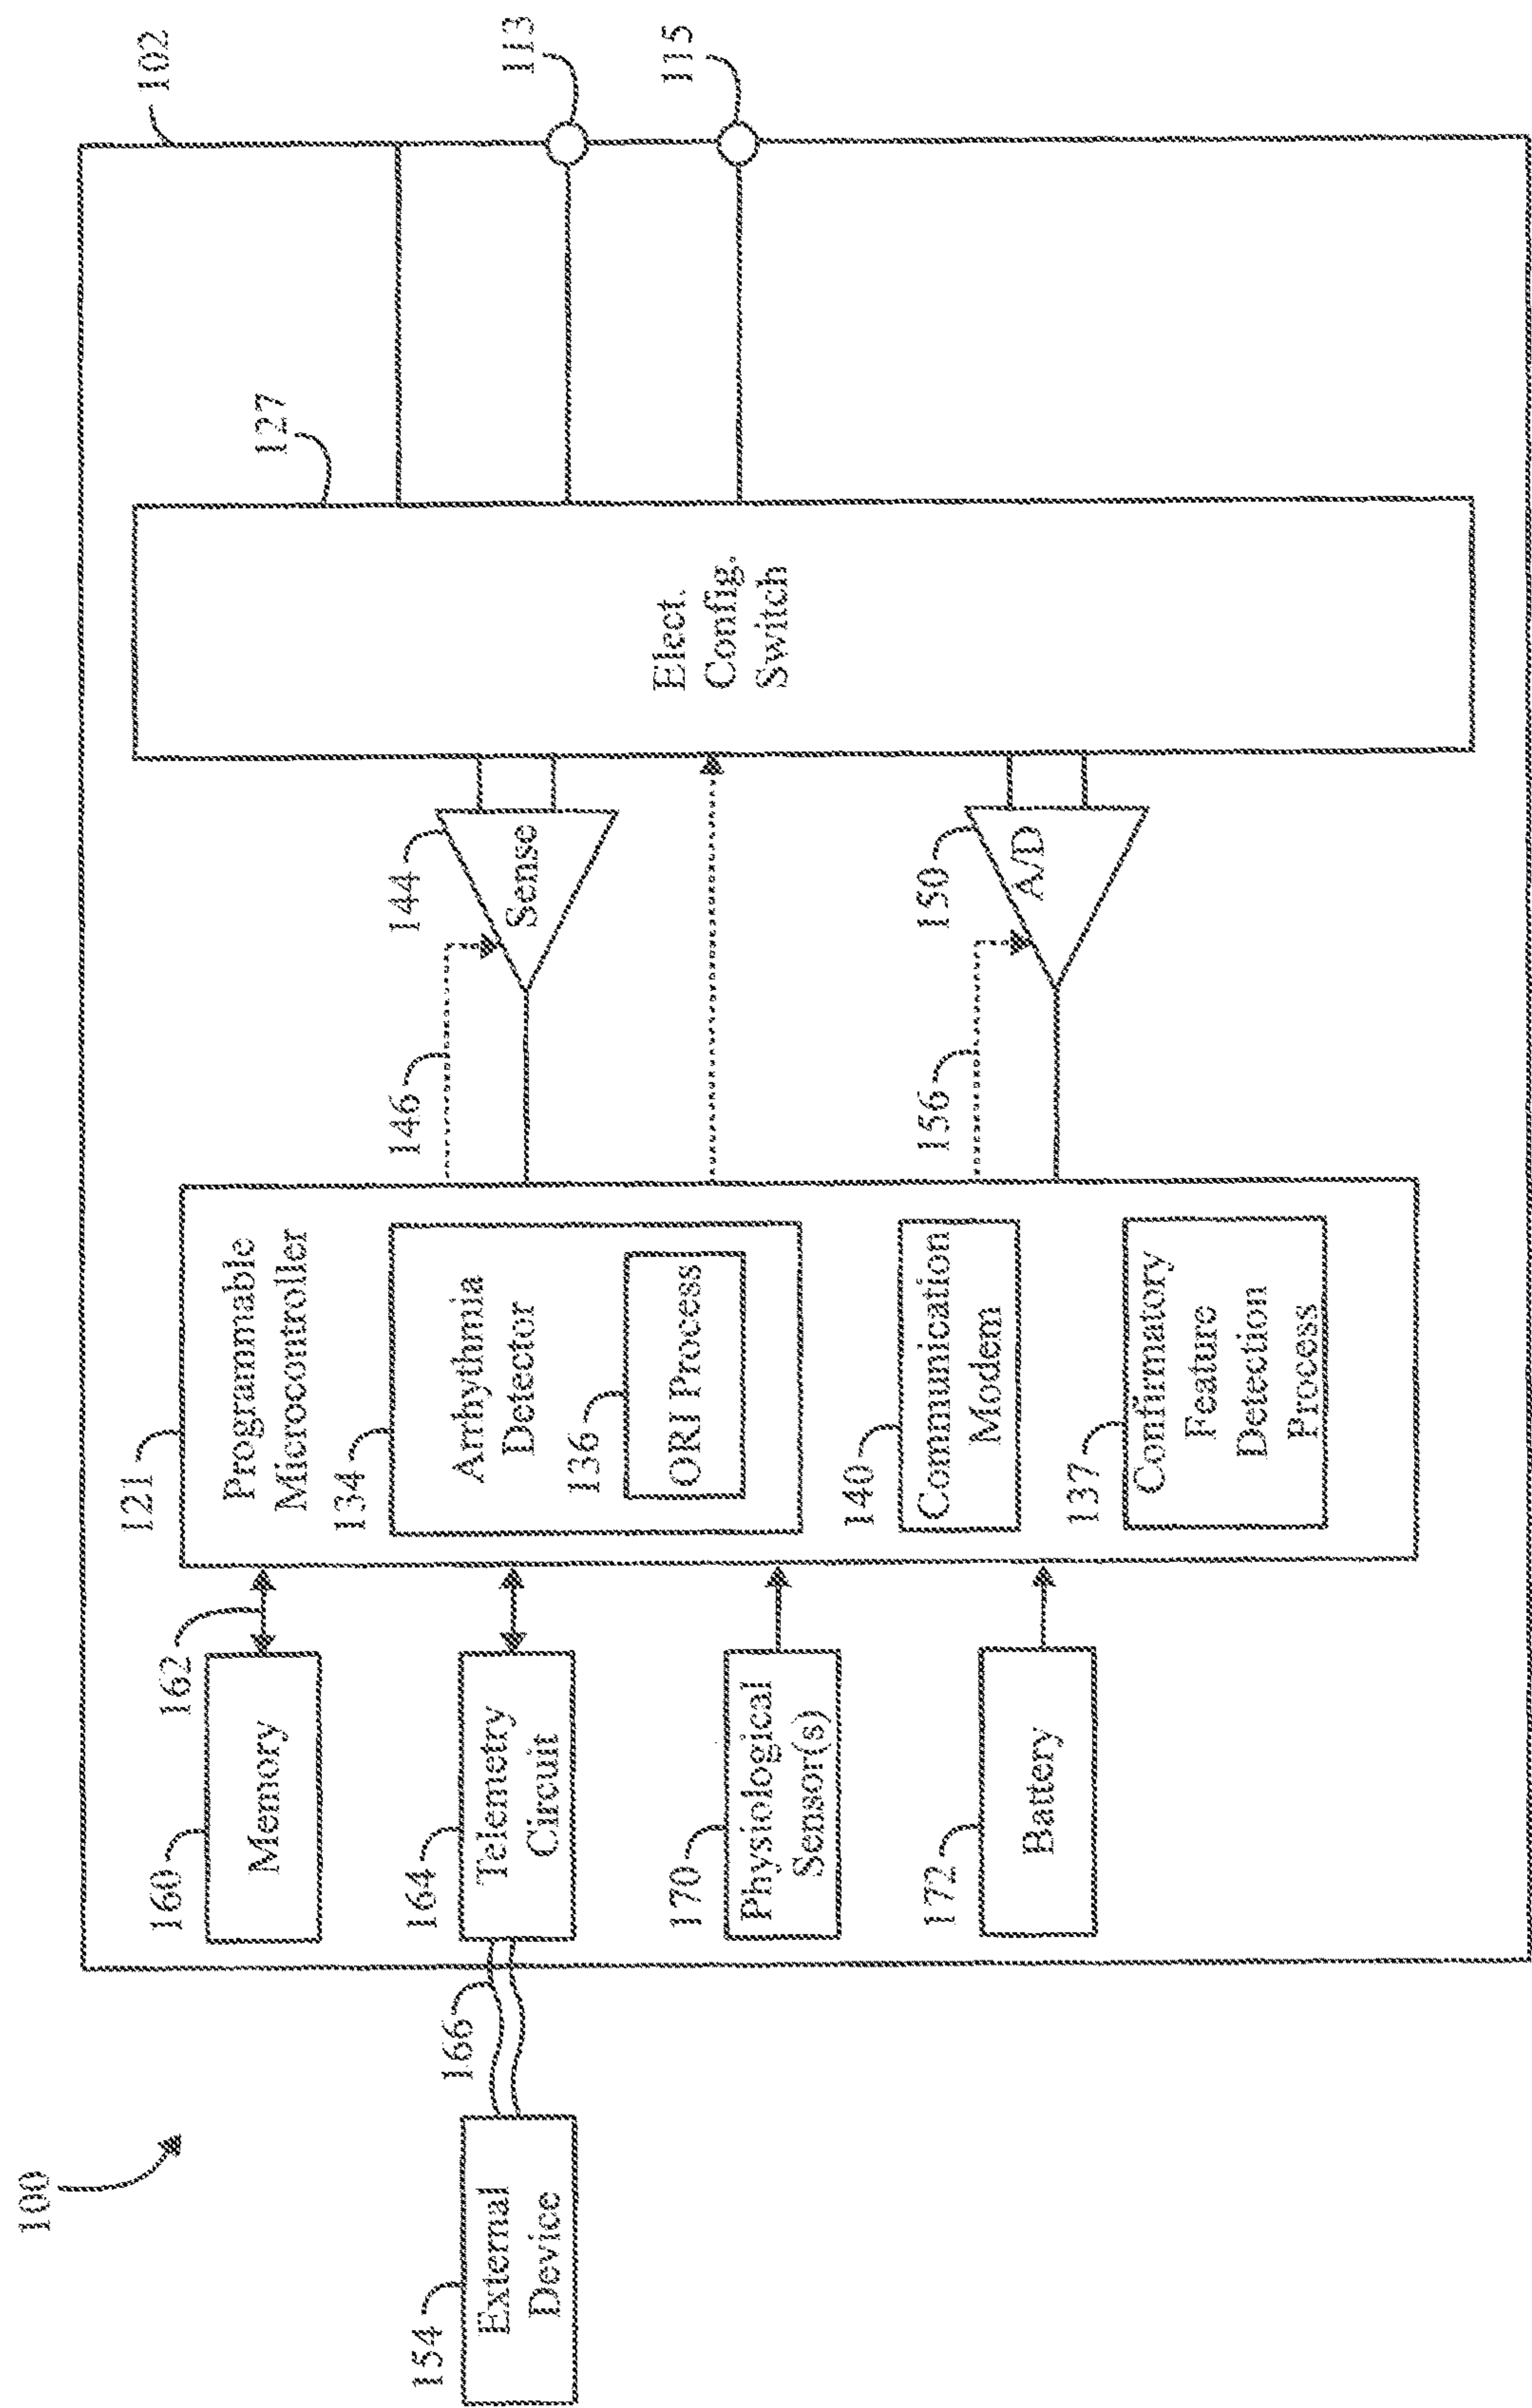 100
154
External
Device
166
102
160
Memory
162
164
Telemetry
Circuit
170
Physiological
Sensor(s)
172
Battery
121
Programmable
Microcontroller
134
Arrhythmia
Detector
136
ORI Process
140
Communication
Modem
137
Confirmatory
Feature
Detection
Process
146
144
Sense
156
150
A/D
127
Elect.
Config.
Switch
113
115